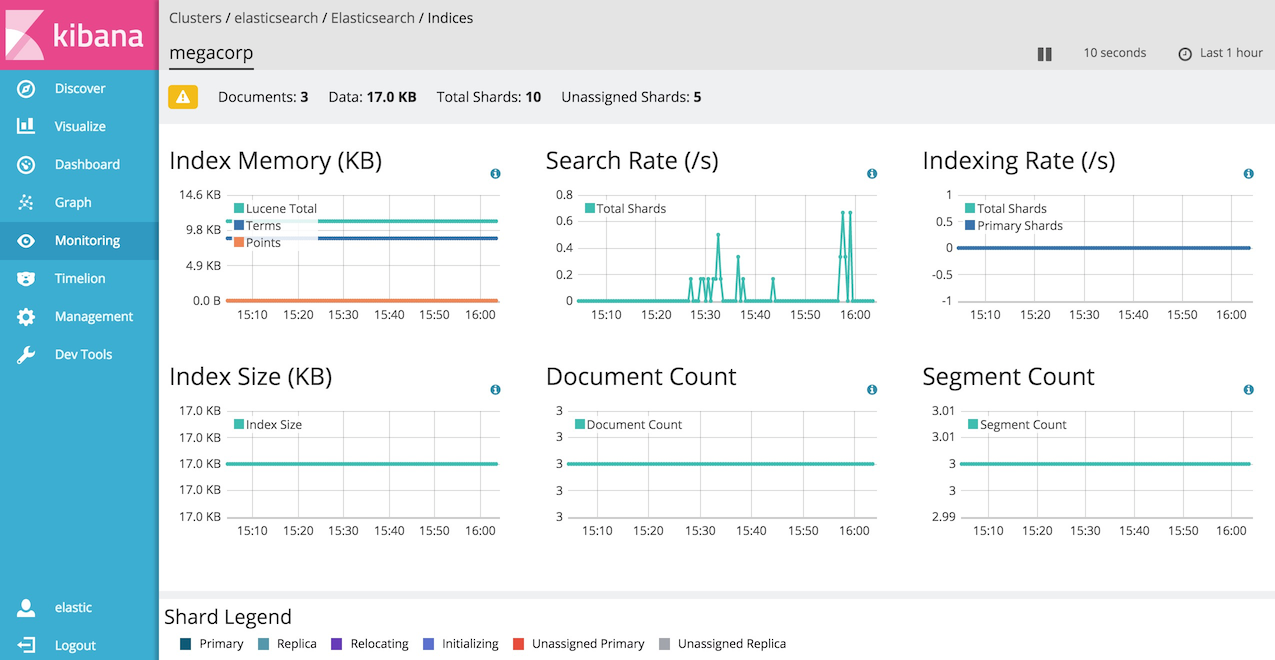 kibana
Discover
Visualize
Dashboard
Graph
Monitoring
Timelion
Management
Dev Tools
elastic
Logout
Clusters / elasticsearch / Elasticsearch / Indices
megacorp
10 seconds
Last 1 hour
Documents: 3 Data: 17.0 KB Total Shards: 10 Unassigned Shards: 5
Index Memory (KB)
14.6 KB
9.8 KB
4.9 KB
0.0 B
Lucene Total
Terms
Points
15:10 15:20 15:30 15:40 15:50 16:00
Search Rate (/s)
0.8
0.6
0.4
0.2
0
Total Shards
15:10 15:20 15:30 15:40 15:50 16:00
Indexing Rate (/s)
1
0.5
0
-0.5
-1
Total Shards
Primary Shards
15:10 15:20 15:30 15:40 15:50 16:00
Index Size (KB)
17.0 KB
17.0 KB
17.0 KB
17.0 KB
17.0 KB
Index Size
15:10 15:20 15:30 15:40 15:50 16:00
Document Count
3
3
3
3
3
Document Count
15:10 15:20 15:30 15:40 15:50 16:00
Segment Count
3.01
3.01
3
3
2.99
Segment Count
15:10 15:20 15:30 15:40 15:50 16:00
Shard Legend
Primary Replica Relocating Initializing Unassigned Primary Unassigned Replica